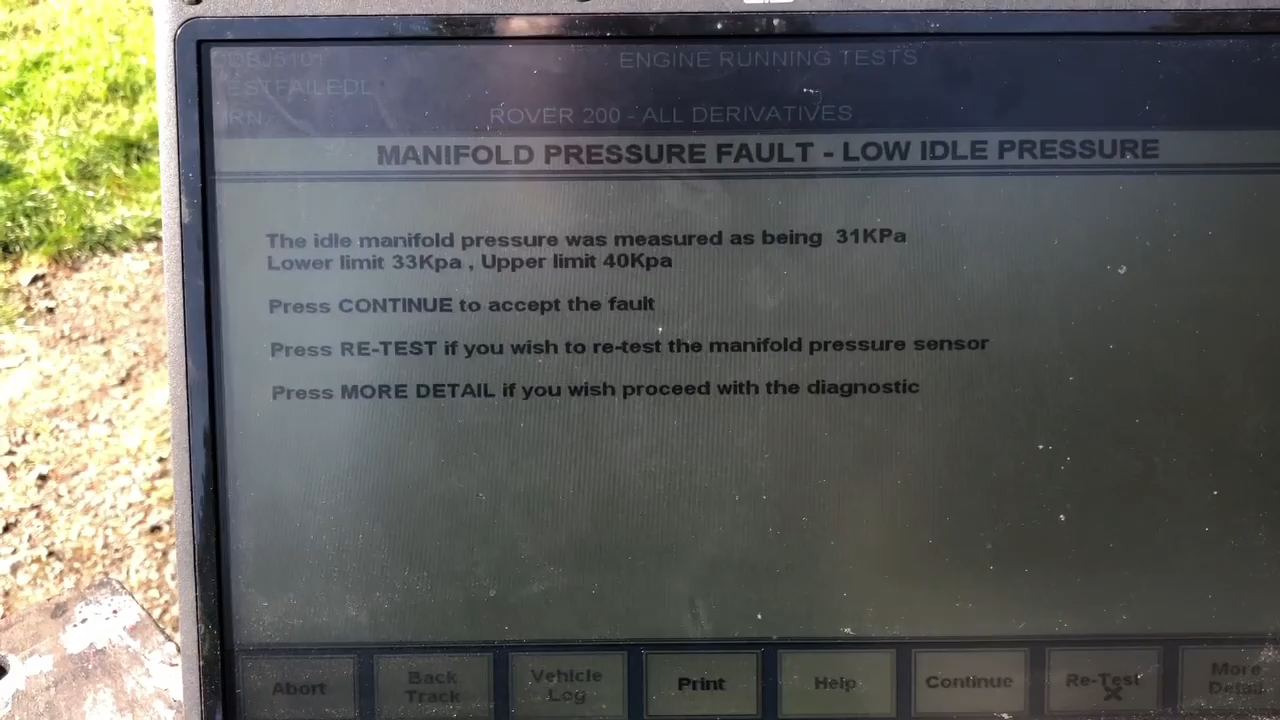 ENGINE RUNNING TESTS
ESTFAILEDL
RN
ROVER 200 - ALL DERIVATIVES
MANIFOLD PRESSURE FAULT - LOW IDLE PRESSURE
The idle manifold pressure was measured as being 31KPa
Lower limit 33Kpa , Upper limit 40Kpa
Press CONTINUE to accept the fault
Press RE-TEST if you wish to re-test the manifold pressure sensor
Press MORE DETAIL if you wish proceed with the diagnostic
Abort
Back
Track
Vehicle
Log
Print
Help
Continue
Re-Test
More
Detail